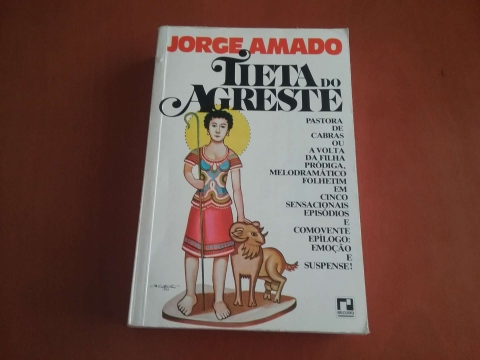 JORGE AMADO
TIETA DO
AGRESTE
PASTORA
DE
CABRAS
OU
A VOLTA
DA FILHA
PRÓDIGA,
MELODRAMÁTICO
FOLHETIM
EM
CINCO
SENSACIONAIS
EPISÓDIOS
E
COMOVENTE
EPÍLOGO:
EMOÇÃO
E
SUSPENSE!
RECORD